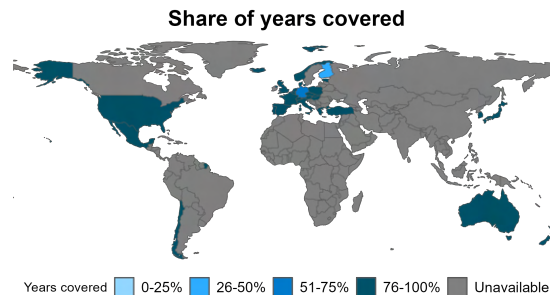 Share of years covered
Years covered 0-25% 26-50% 51-75% 76-100% Unavailable